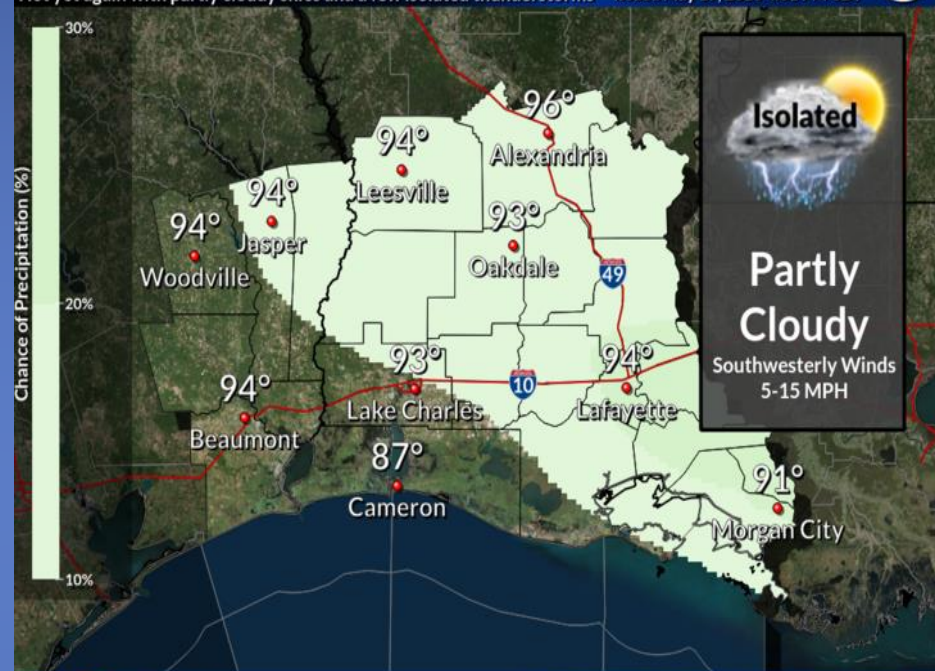 30%
Chance of Precipitation (%)
20%
10%
Isolated
Partly
Cloudy
Southwesterly Winds
5-15 MPH
96°
Alexandria
94°
Leesville
94°
Jasper
94°
Woodville
93°
Oakdale
49
94°
Beaumont
93°
Lake Charles
10
94°
Lafayette
87°
Cameron
91°
Morgan City